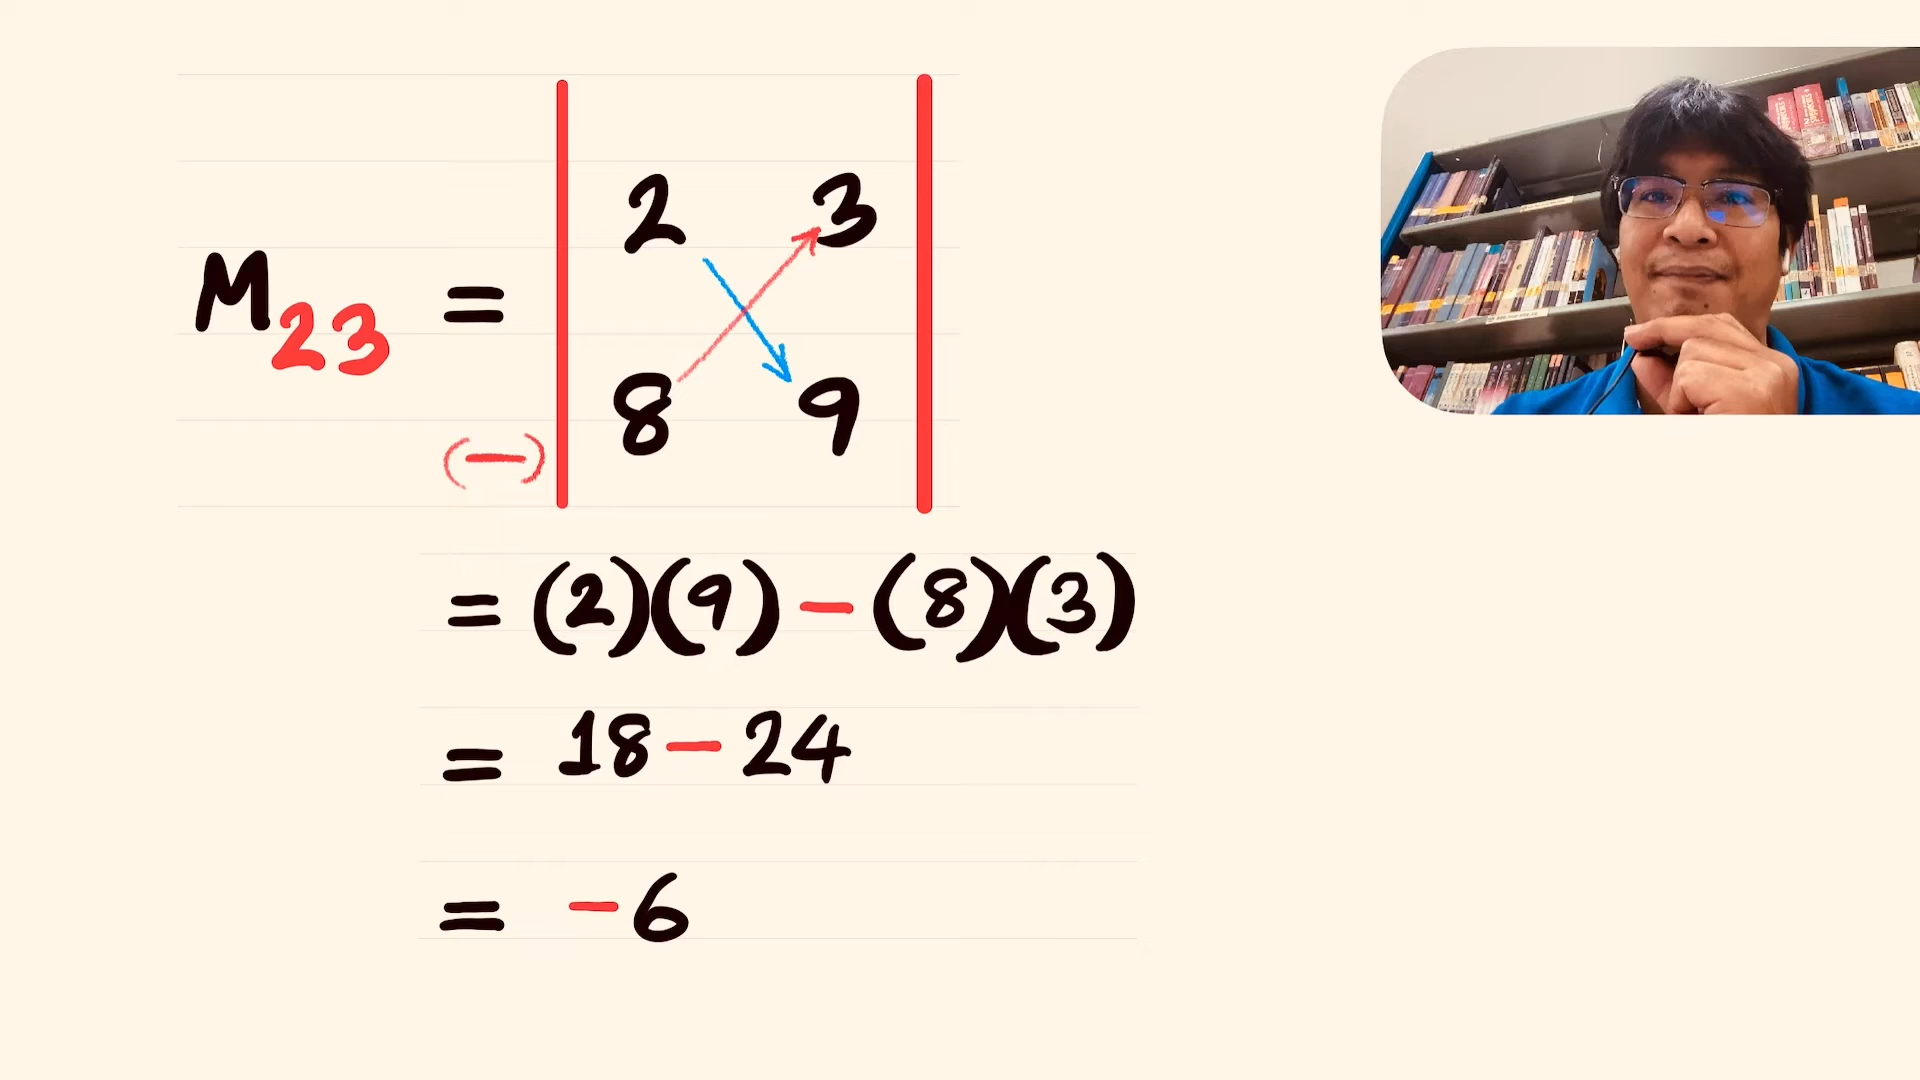 2 3
M23 =
8 9
(−)
= (2)(9) − (8)(3)
= 18 − 24
= −6